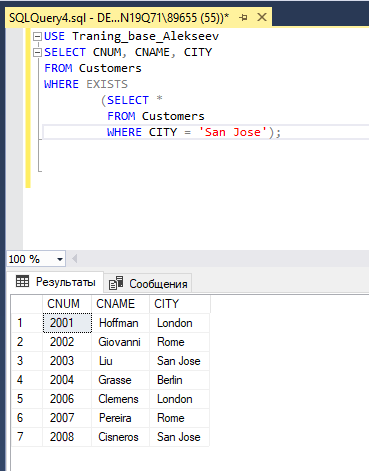 SQLQuery4.sql - DE...N19Q71\89655 (55))*
USE Traning_base_Alekseev
SELECT CNUM, CNAME, CITY
FROM Customers
WHERE EXISTS
(SELECT *
FROM Customers
WHERE CITY = 'San Jose');
100 %
Результаты Сообщения
CNUM CNAME CITY
1 2001 Hoffman London
2 2002 Giovanni Rome
3 2003 Liu San Jose
4 2004 Grasse Berlin
5 2006 Clemens London
6 2007 Pereira Rome
7 2008 Cisneros San Jose